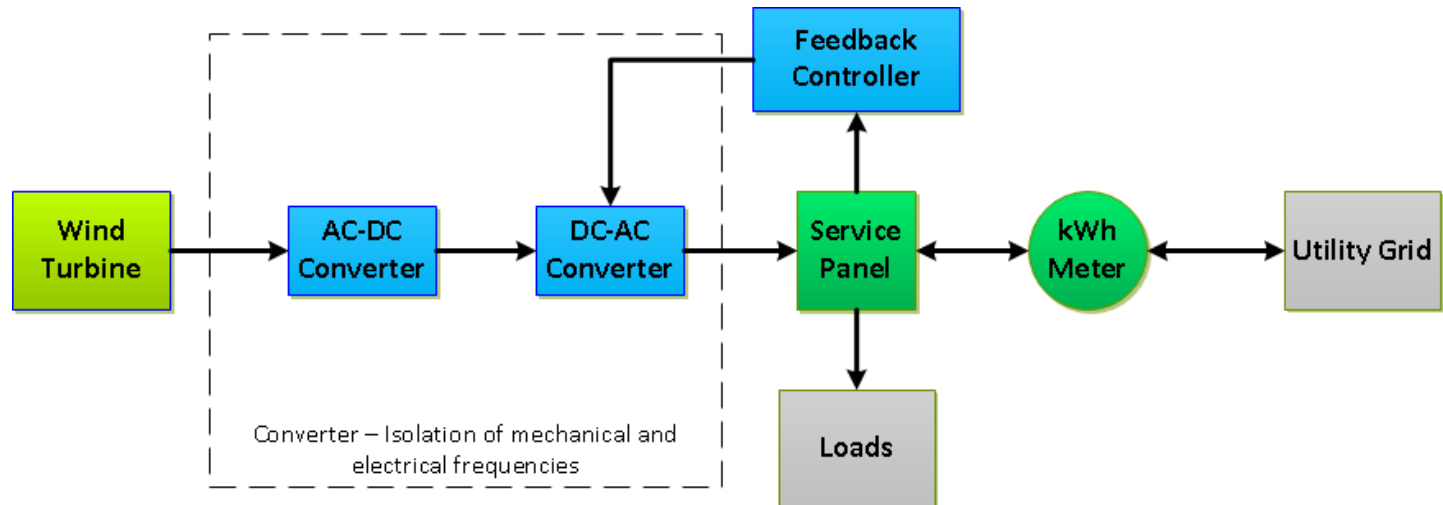 Feedback
Controller
Wind
Turbine
AC-DC
Converter
DC-AC
Converter
Service
Panel
kWh
Meter
Utility Grid
Converter – Isolation of mechanical and
electrical frequencies
Loads